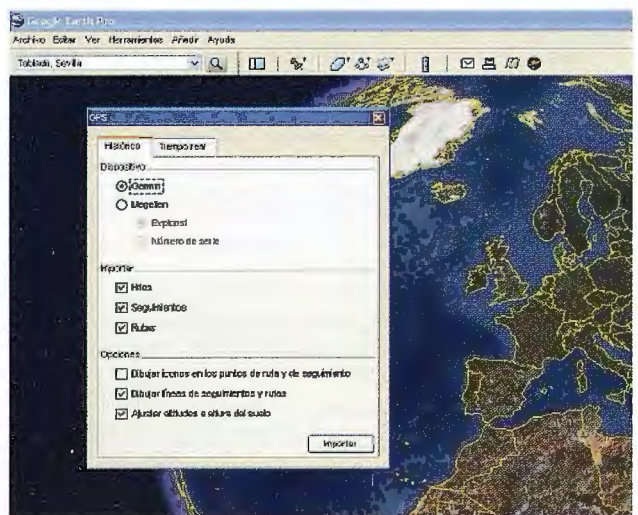 Google Earth Pro
Archivo Editar Ver Herramientas Añadir Ayuda
Tablada, Sevilla
GPS
Histórico Tiempo real
Dispositivo
Garmin
Magellan
Explorist
Número de serie
Importar
Hitos
Seguimientos
Rutas
Opciones
Dibujar iconos en los puntos de ruta y de seguimiento
Dibujar líneas de seguimientos y rutas
Ajustar altitudes a altura del suelo
Importar